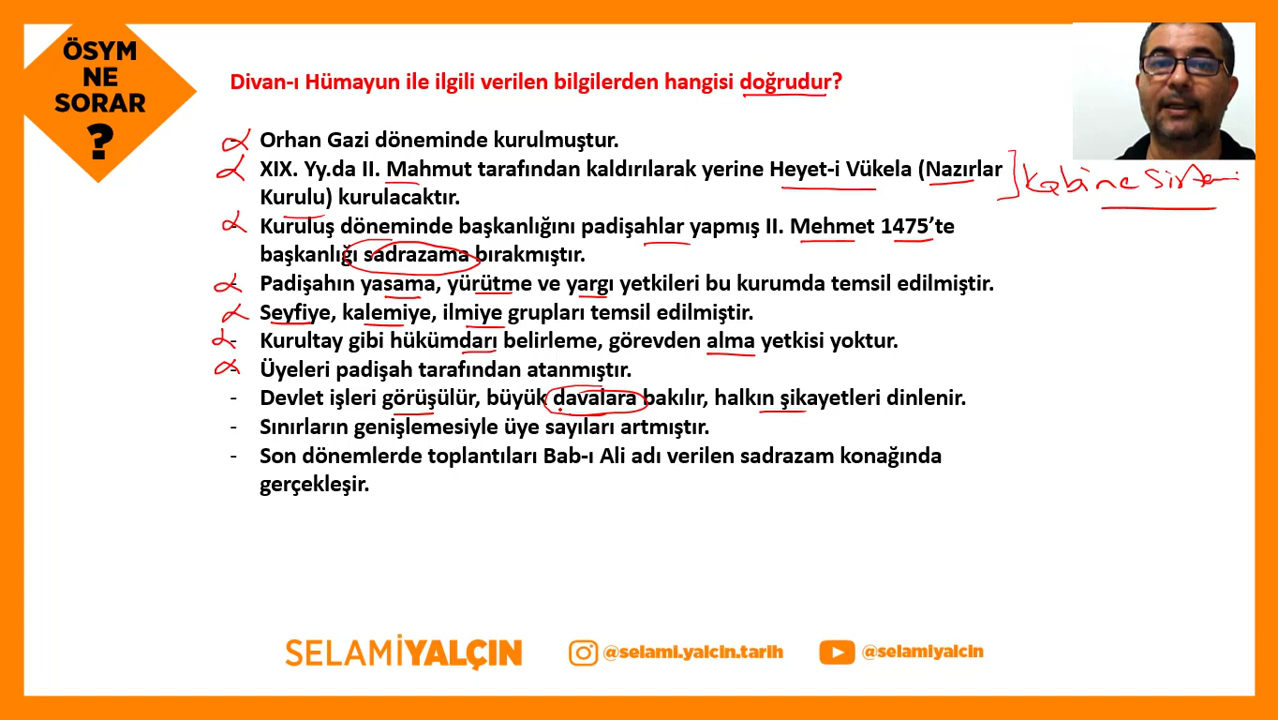 ÖSYM
NE
SORAR
?
Divan-ı Hümayun ile ilgili verilen bilgilerden hangisi doğrudur?
Orhan Gazi döneminde kurulmuştur.
XIX. Yy.da II. Mahmut tarafından kaldırılarak yerine Heyet-i Vükela (Nazırlar
Kurulu) kurulacaktır.
Kabine Sistemi
Kuruluş döneminde başkanlığını padişahlar yapmış II. Mehmet 1475'te
başkanlığı sadrazama bırakmıştır.
- Padişahın yasama, yürütme ve yargı yetkileri bu kurumda temsil edilmiştir.
Seyfiye, kalemiye, ilmiye grupları temsil edilmiştir.
- Kurultay gibi hükümdarı belirleme, görevden alma yetkisi yoktur.
- Üyeleri padişah tarafından atanmıştır.
- Devlet işleri görüşülür, büyük davalara bakılır, halkın şikayetleri dinlenir.
- Sınırların genişlemesiyle üye sayıları artmıştır.
- Son dönemlerde toplantıları Bab-ı Ali adı verilen sadrazam konağında
gerçekleşir.
SELAMİYALÇIN @selami.yalcin.tarih @selamiyalcin